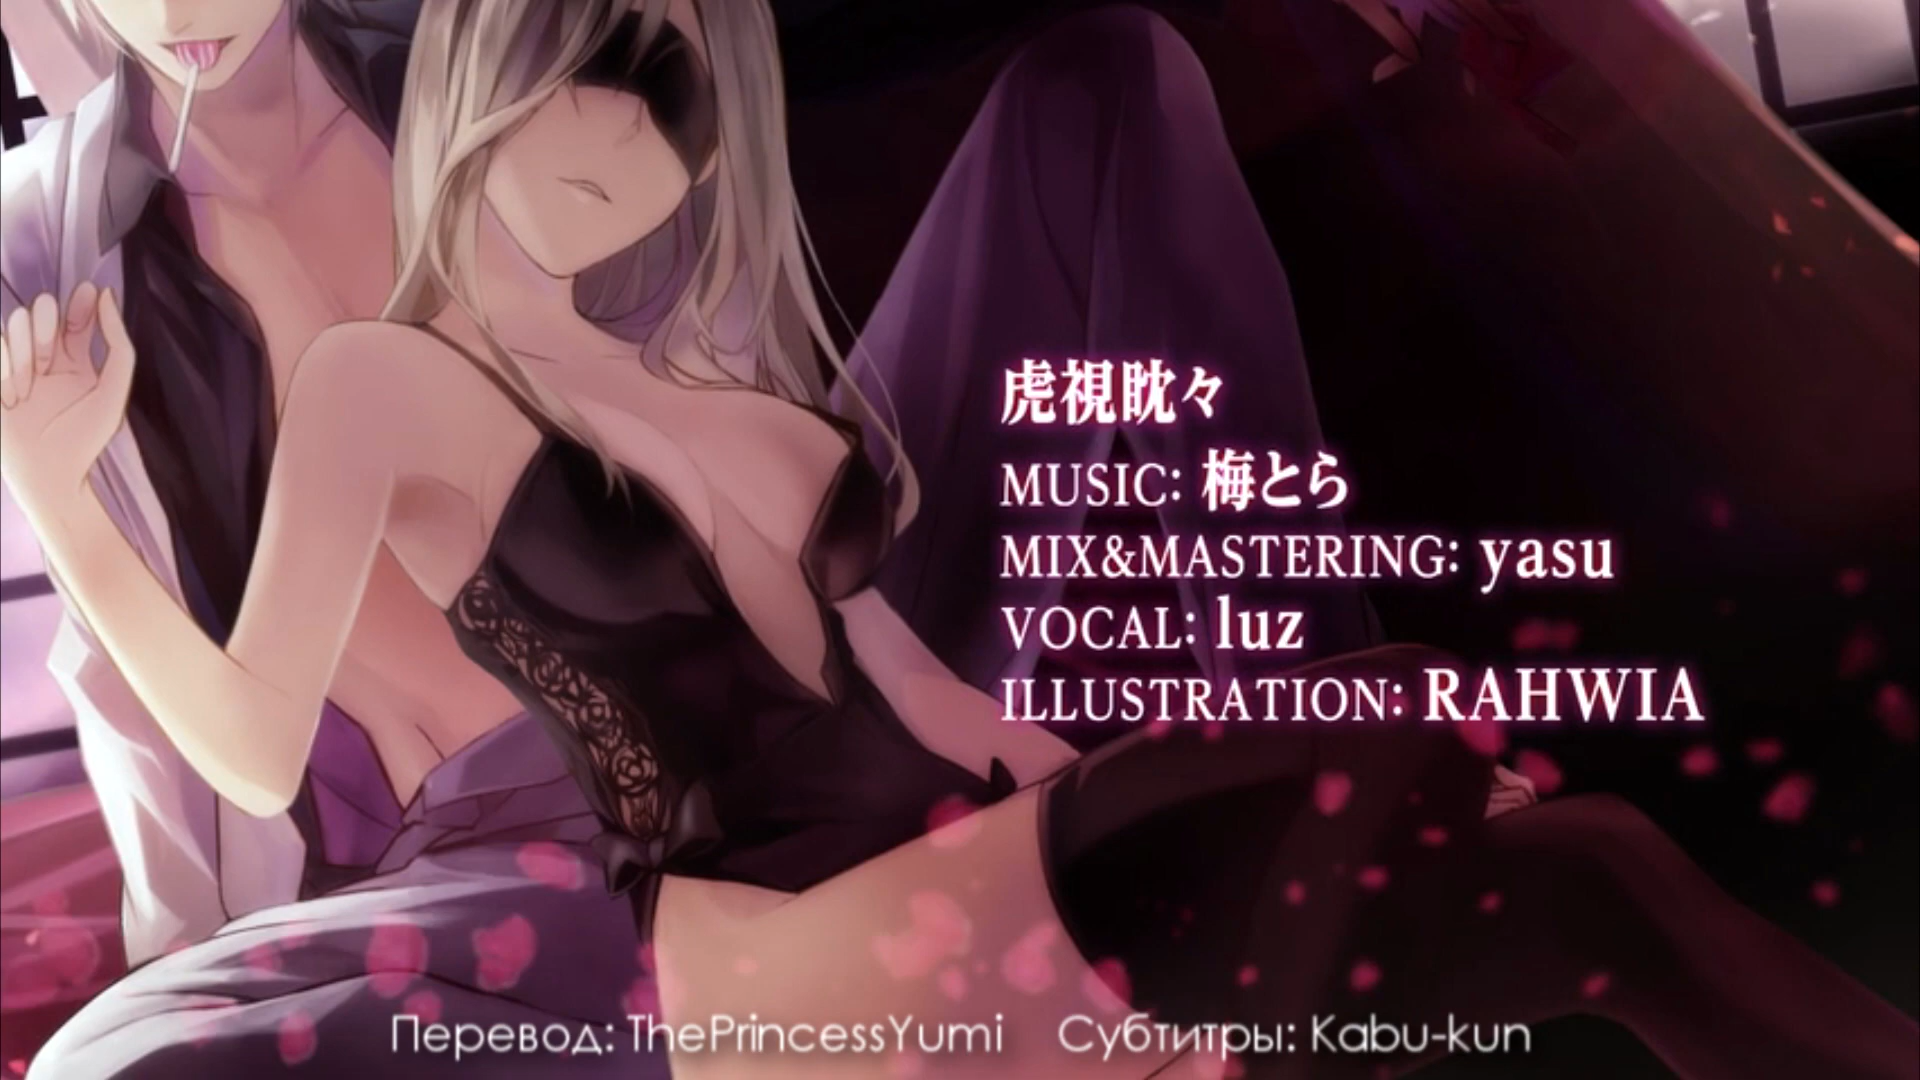 虎視眈々
MUSIC: 梅とら
MIX&MASTERING: yasu
VOCAL: luz
ILLUSTRATION: RAHWIA
Перевод: ThePrincessYumi Субтитры: Kabu-kun